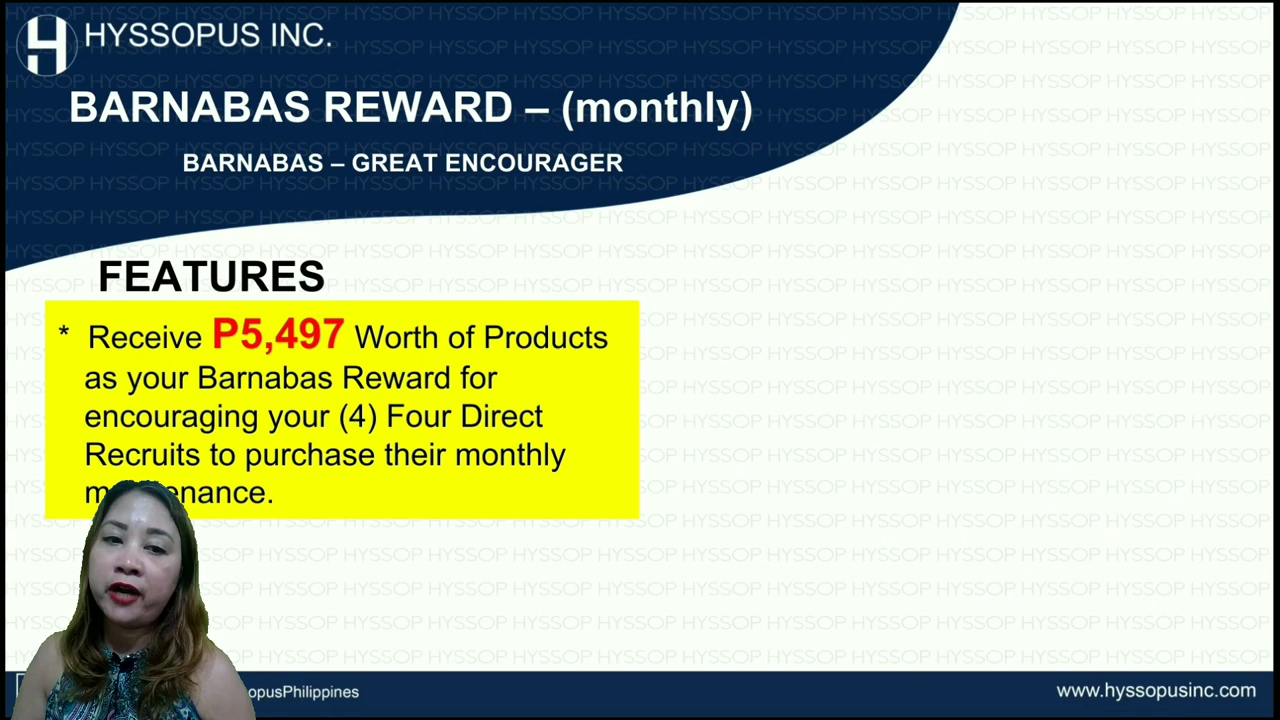 HYSSOPUS INC.
BARNABAS REWARD – (monthly)
BARNABAS – GREAT ENCOURAGER
FEATURES
* Receive P5,497 Worth of Products
as your Barnabas Reward for
encouraging your (4) Four Direct
Recruits to purchase their monthly
www.hyssopusinc.com